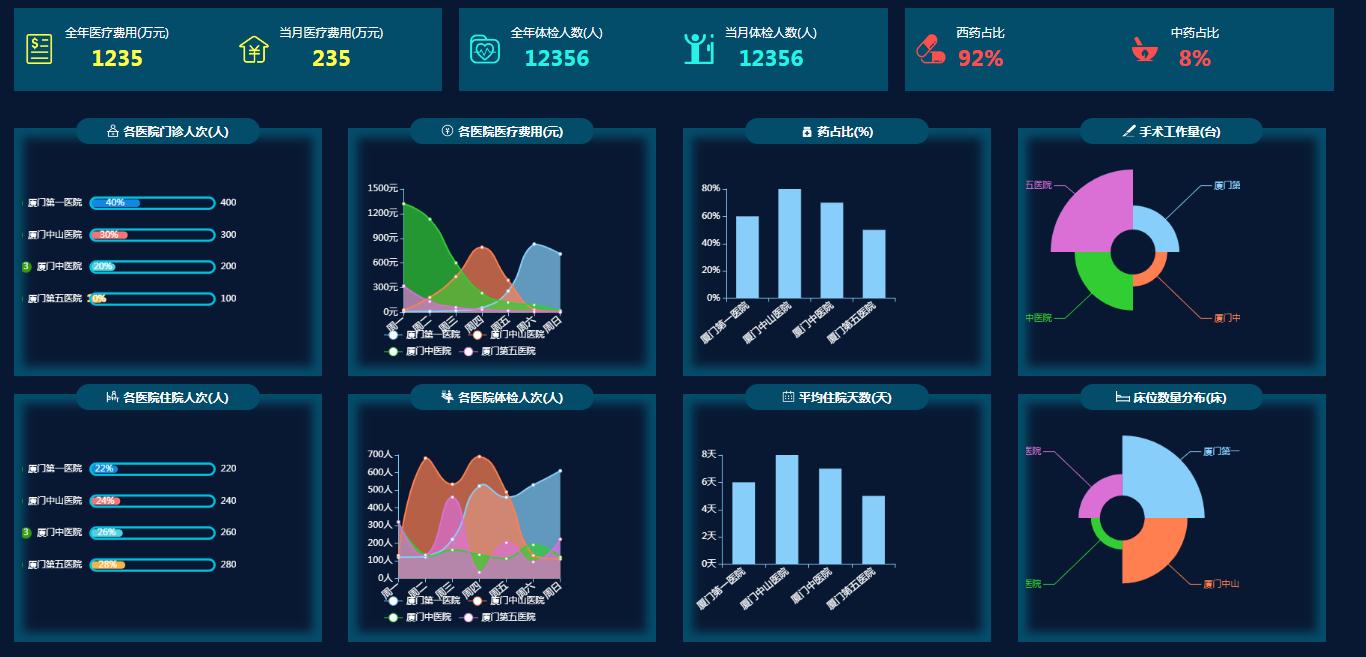 全年医疗费用(万元)
1235
当月医疗费用(万元)
235
全年体检人数(人)
12356
当月体检人数(人)
12356
西药占比
92%
中药占比
8%
各医院门诊人次(人)
厦门第一医院 40% 400
厦门中山医院 30% 300
3 厦门中医院 20% 200
厦门第五医院 10% 100
各医院医疗费用(元)
1500元
1200元
900元
600元
300元
0元
周一 周二 周三 周四 周五 周六 周日
厦门第一医院 厦门中山医院
厦门中医院 厦门第五医院
药占比(%)
80%
60%
40%
20%
0%
厦门第一医院 厦门中山医院 厦门中医院 厦门第五医院
手术工作量(台)
五医院 厦门第
中医院 厦门中
各医院住院人次(人)
厦门第一医院 22% 220
厦门中山医院 24% 240
3 厦门中医院 26% 260
厦门第五医院 28% 280
各医院体检人次(人)
700人
600人
500人
400人
300人
200人
100人
0人
周一 周二 周三 周四 周五 周六 周日
厦门第一医院 厦门中山医院
厦门中医院 厦门第五医院
平均住院天数(天)
8天
6天
4天
2天
0天
厦门第一医院 厦门中山医院 厦门中医院 厦门第五医院
床位数量分布(床)
医院 厦门第一
医院 厦门中山